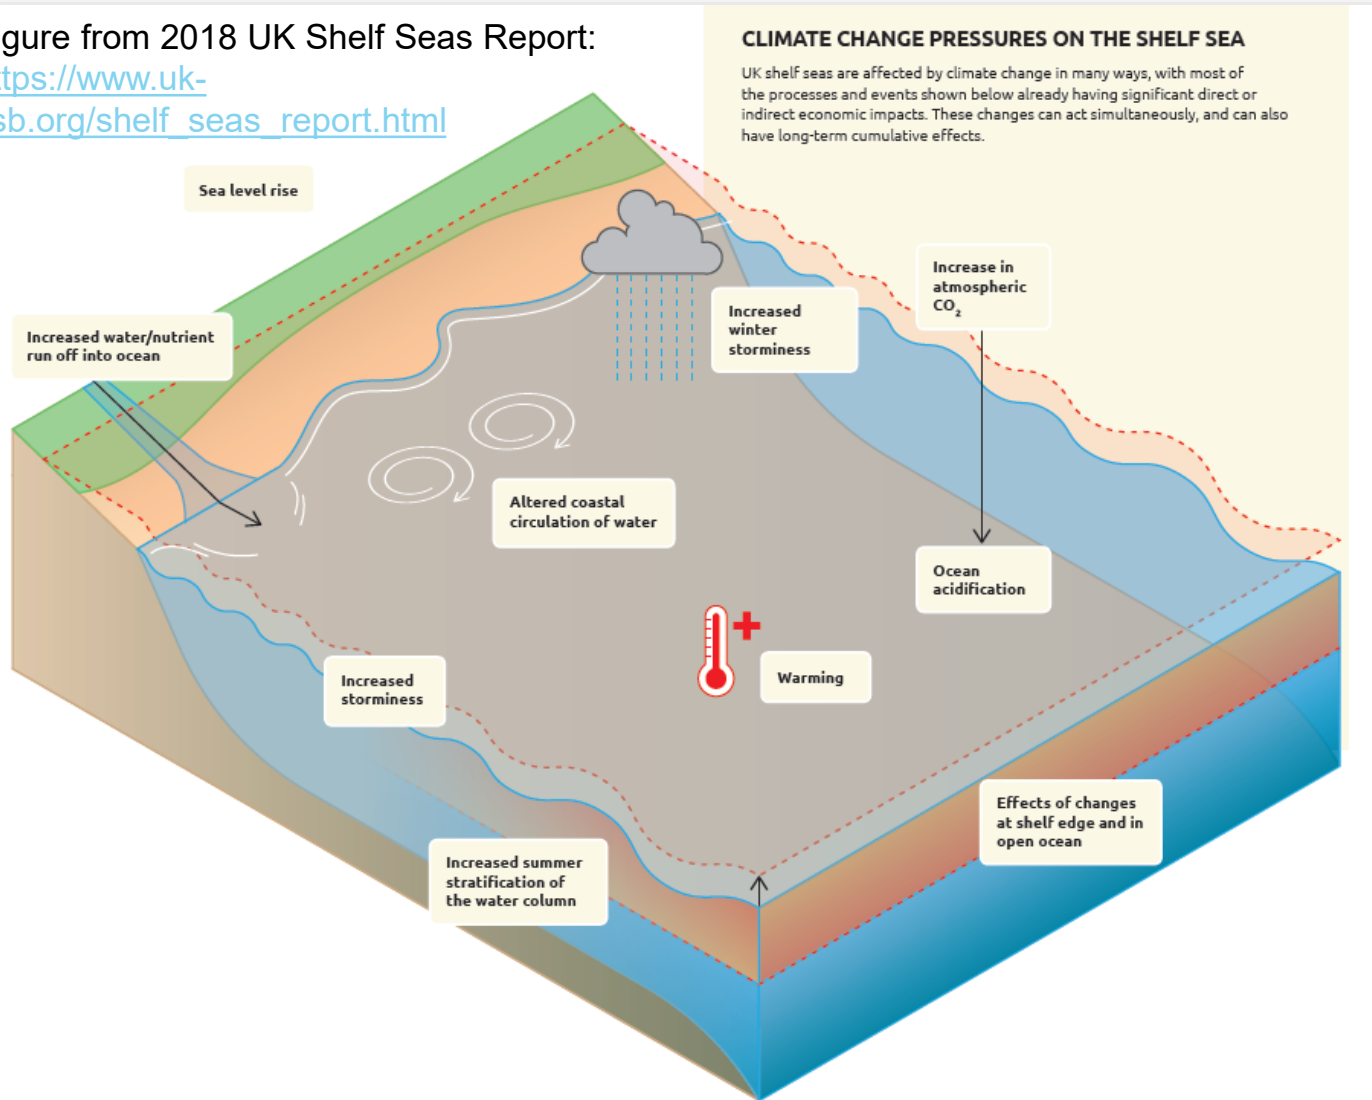 gure from 2018 UK Shelf Seas Report:
ttps://www.uk-
sb.org/shelf_seas_report.html
CLIMATE CHANGE PRESSURES ON THE SHELF SEA
UK shelf seas are affected by climate change in many ways, with most of
the processes and events shown below already having significant direct or
indirect economic impacts. These changes can act simultaneously, and can also
have long-term cumulative effects.
Sea level rise
Increase in
atmospheric
CO₂
Increased
winter
storminess
Increased water/nutrient
run off into ocean
Altered coastal
circulation of water
Ocean
acidification
Warming
Increased
storminess
Effects of changes
at shelf edge and in
open ocean
Increased summer
stratification of
the water column